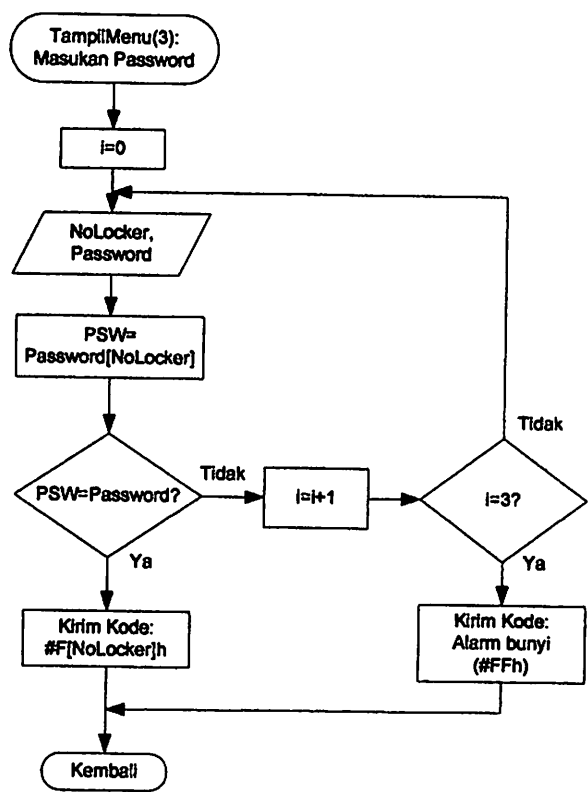 TampilMenu(3):
Masukan Password
i=0
NoLocker,
Password
PSW=
Password[NoLocker]
PSW=Password?
Tidak
i=i+1
i=3?
Tidak
Ya
Ya
Kirim Kode:
#F[NoLocker]h
Kirim Kode:
Alarm bunyi
(#FFh)
Kembali